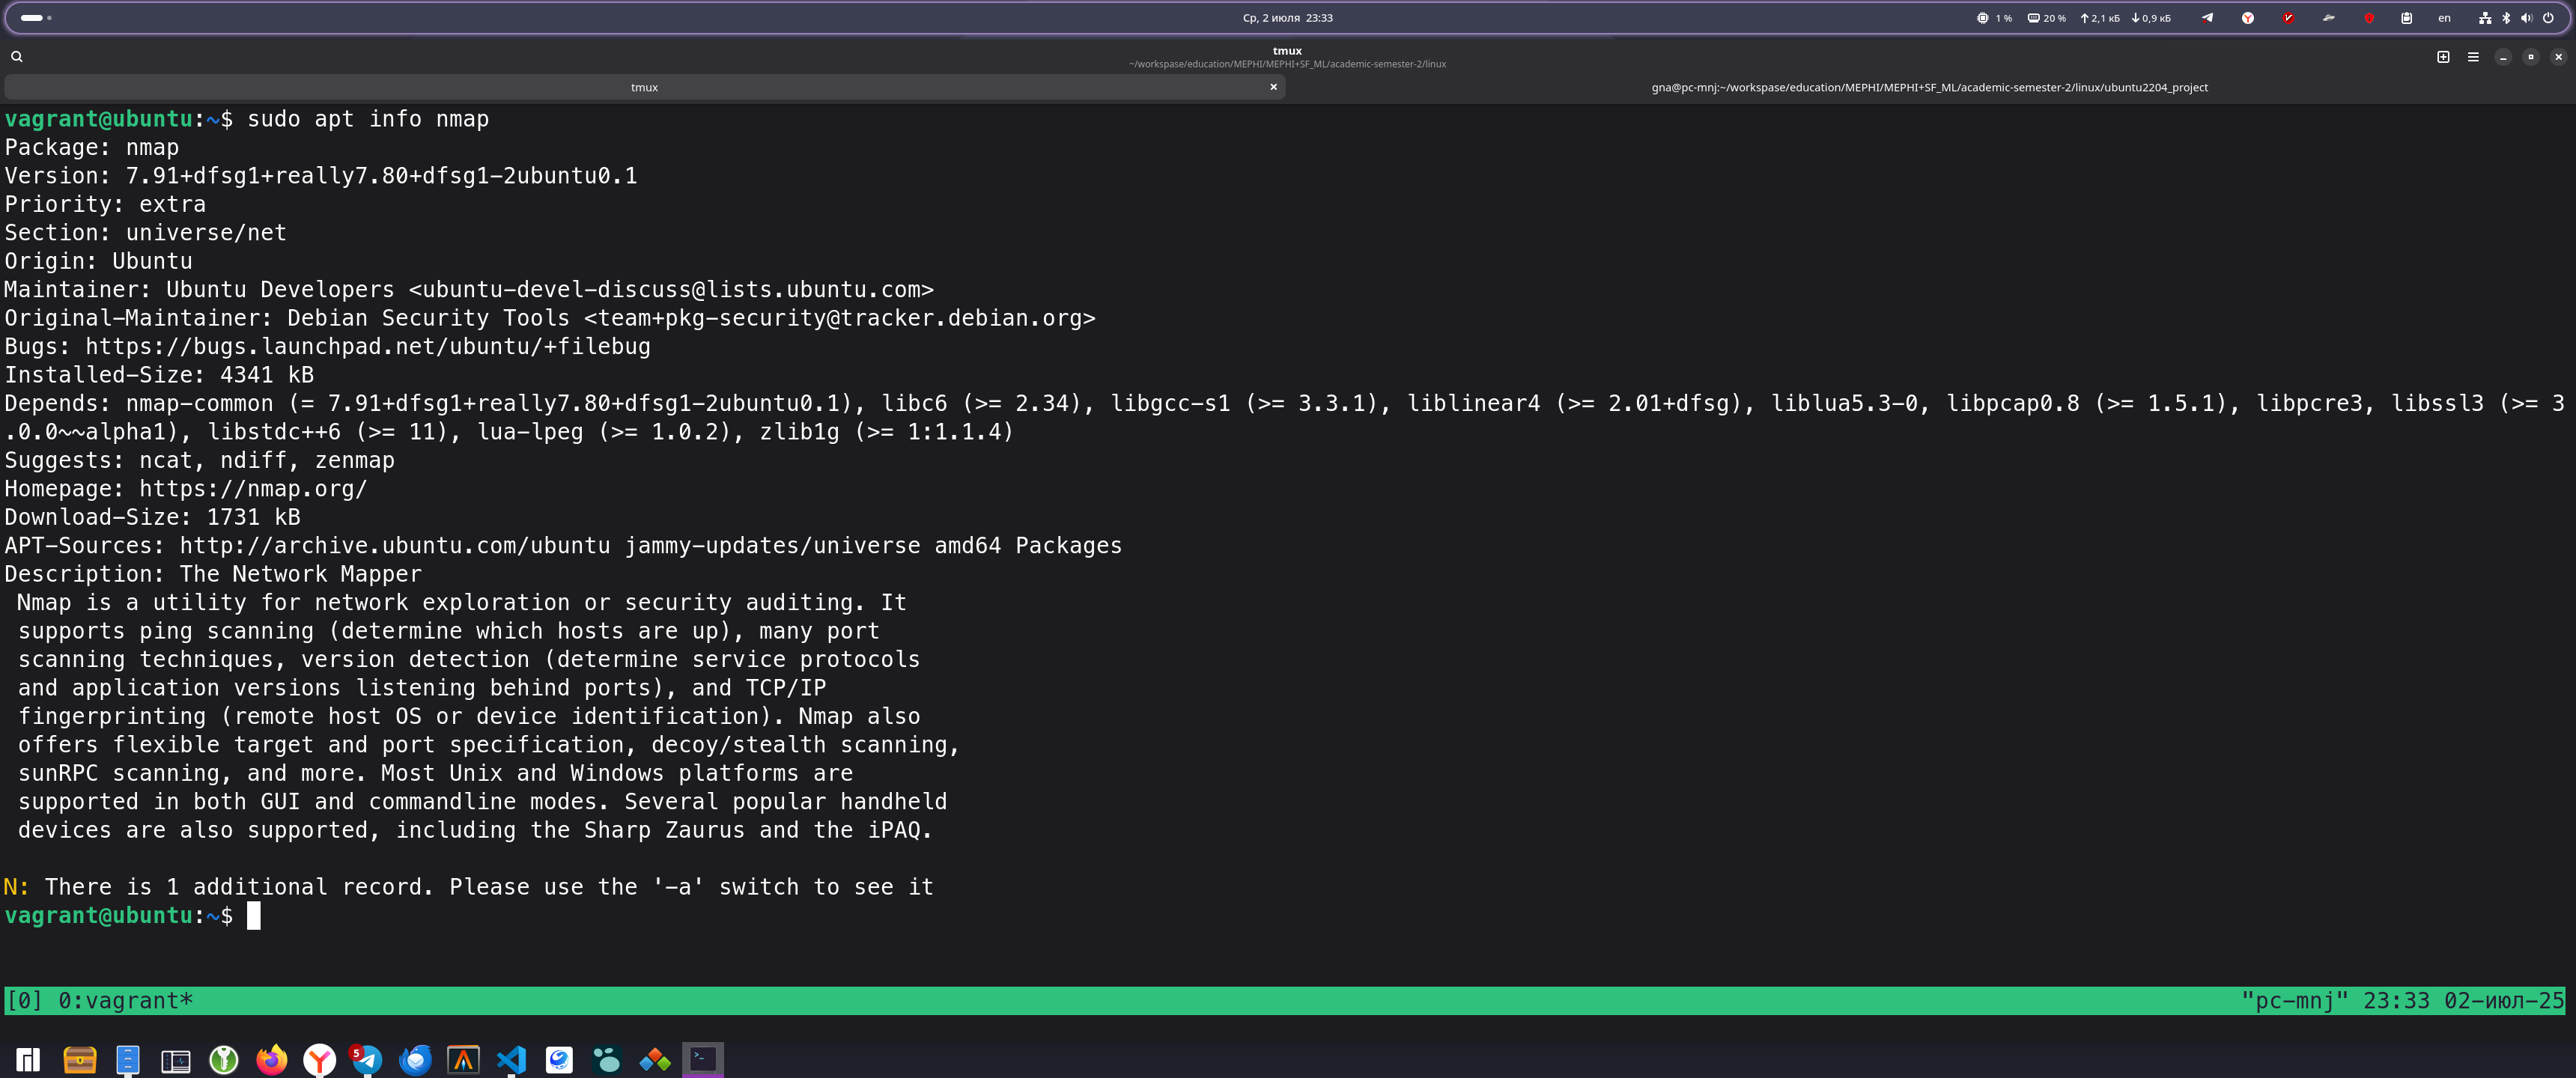 Ср, 2 июля 23:33
1 % 20 % 2,1 кБ 0,9 кБ en
tmux
~/workspase/education/MEPHI/MEPHI+SF_ML/academic-semester-2/linux
tmux gna@pc-mnj:~/workspase/education/MEPHI/MEPHI+SF_ML/academic-semester-2/linux/ubuntu2204_project
vagrant@ubuntu:~$ sudo apt info nmap
Package: nmap
Version: 7.91+dfsg1+really7.80+dfsg1-2ubuntu0.1
Priority: extra
Section: universe/net
Origin: Ubuntu
Maintainer: Ubuntu Developers <ubuntu-devel-discuss@lists.ubuntu.com>
Original-Maintainer: Debian Security Tools <team+pkg-security@tracker.debian.org>
Bugs: https://bugs.launchpad.net/ubuntu/+filebug
Installed-Size: 4341 kB
Depends: nmap-common (= 7.91+dfsg1+really7.80+dfsg1-2ubuntu0.1), libc6 (>= 2.34), libgcc-s1 (>= 3.3.1), liblinear4 (>= 2.01+dfsg), liblua5.3-0, libpcap0.8 (>= 1.5.1), libpcre3, libssl3 (>= 3
.0.0~~alpha1), libstdc++6 (>= 11), lua-lpeg (>= 1.0.2), zlib1g (>= 1:1.1.4)
Suggests: ncat, ndiff, zenmap
Homepage: https://nmap.org/
Download-Size: 1731 kB
APT-Sources: http://archive.ubuntu.com/ubuntu jammy-updates/universe amd64 Packages
Description: The Network Mapper
Nmap is a utility for network exploration or security auditing. It
supports ping scanning (determine which hosts are up), many port
scanning techniques, version detection (determine service protocols
and application versions listening behind ports), and TCP/IP
fingerprinting (remote host OS or device identification). Nmap also
offers flexible target and port specification, decoy/stealth scanning,
sunRPC scanning, and more. Most Unix and Windows platforms are
supported in both GUI and commandline modes. Several popular handheld
devices are also supported, including the Sharp Zaurus and the iPAQ.
N: There is 1 additional record. Please use the '-a' switch to see it
vagrant@ubuntu:~$
[0] 0:vagrant* "pc-mnj" 23:33 02-июл-25
5